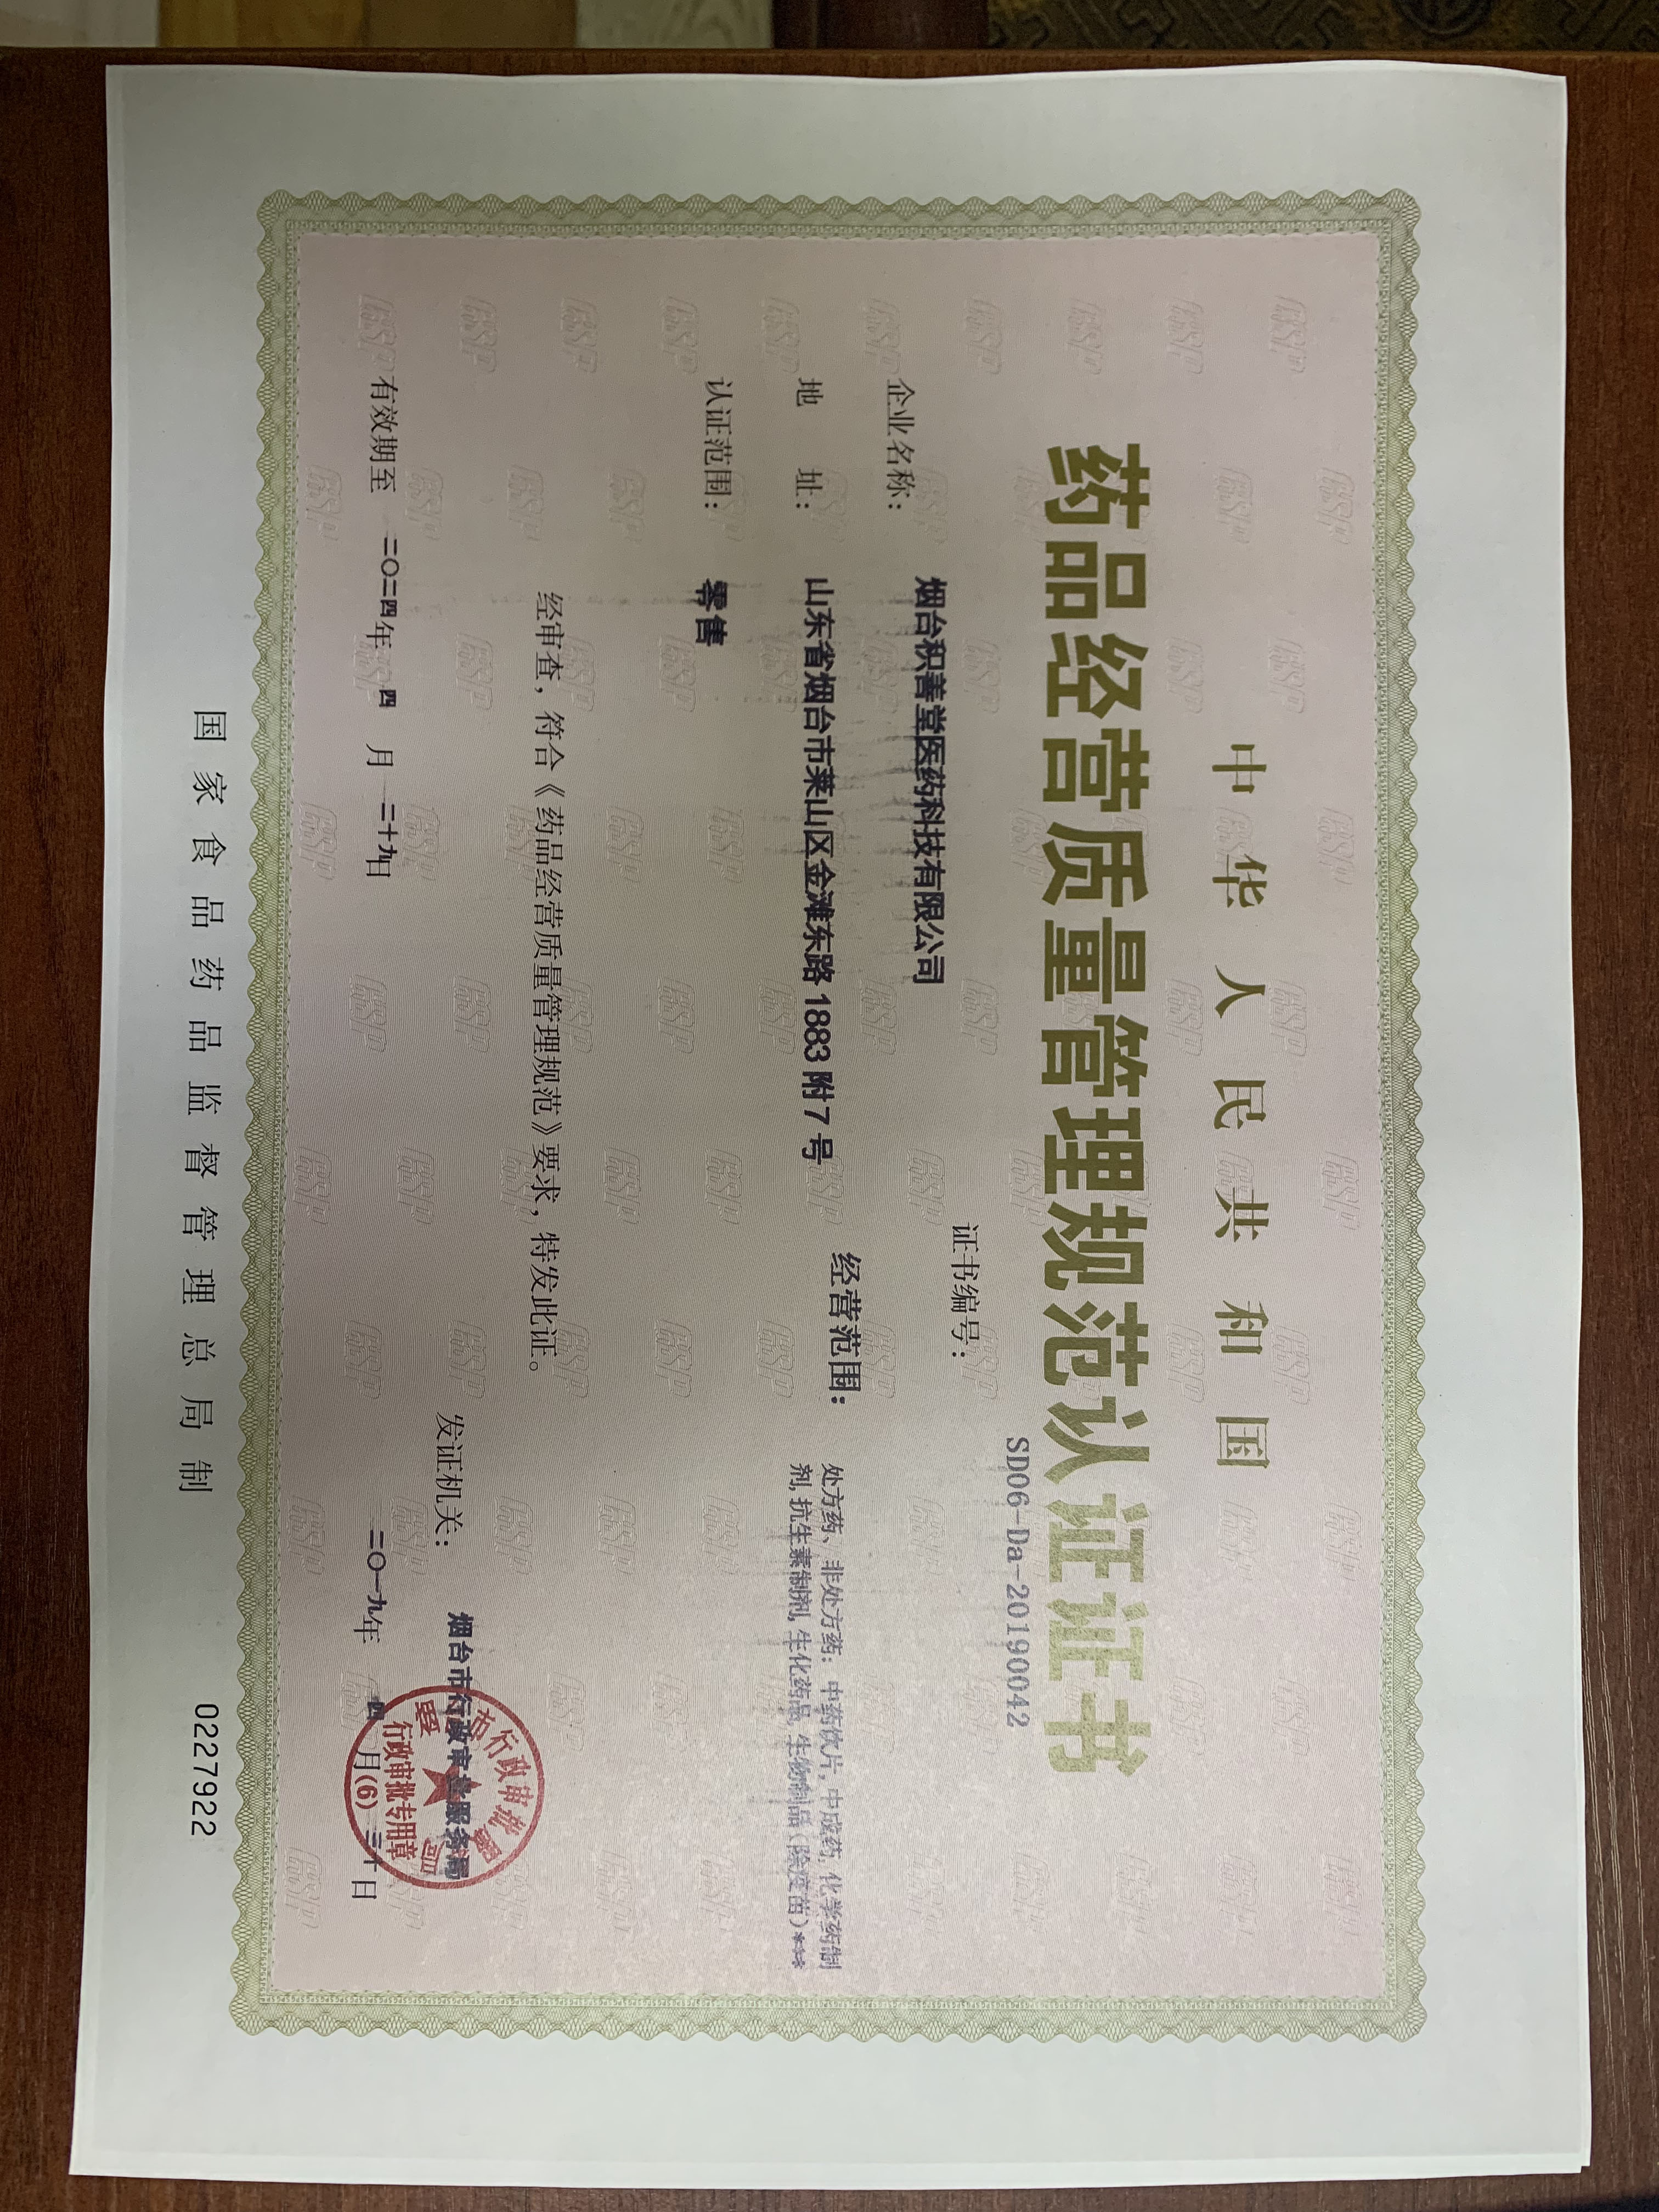 中华人民共和国
药品经营质量管理规范认证证书
证书编号: SD06-Da-20190042
企业名称: 烟台积善堂医药科技有限公司
地 址: 山东省烟台市莱山区金滩东路1883附7号
经营范围: 处方药、非处方药: 中药饮片, 中成药, 化学药制
剂, 抗生素制剂, 生化药品, 生物制品(除疫苗)***
认证范围: 零售
经审查,符合《药品经营质量管理规范》要求,特发此证。
发证机关: 烟台市行政审批服务局
有效期至 二〇二四年 四 月 二十九日
二〇一九年 四 月 三十日
行政审批专用章
(6)
国家食品药品监督管理总局制
02279922